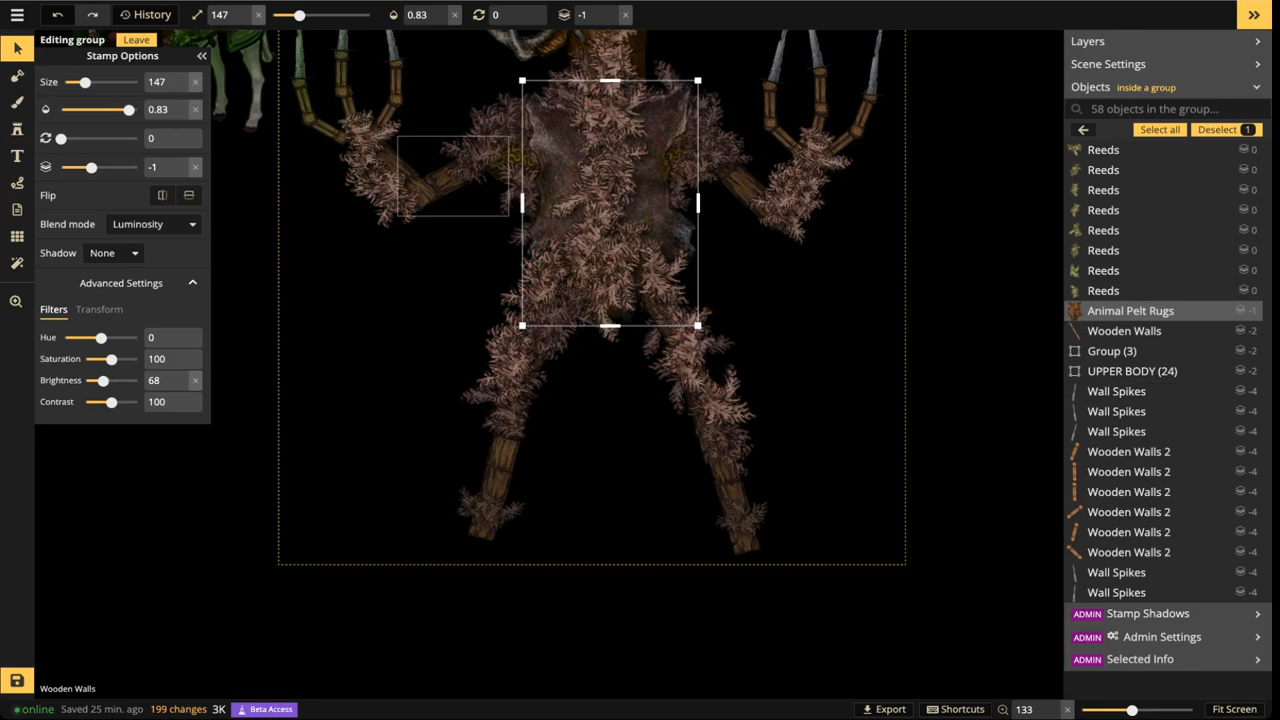 History
147
0.83
0
-1
Editing group
Leave
Stamp Options
Size
147
0.83
0
-1
Flip
Blend mode
Luminosity
Shadow
None
Advanced Settings
Filters
Transform
Hue
0
Saturation
100
Brightness
68
Contrast
100
Layers
Scene Settings
Objects inside a group
58 objects in the group...
Select all
Deselect 1
Reeds 0
Reeds 0
Reeds 0
Reeds 0
Reeds 0
Reeds 0
Reeds 0
Reeds 0
Animal Pelt Rugs -1
Wooden Walls -2
Group (3) -2
UPPER BODY (24) -2
Wall Spikes -4
Wall Spikes -4
Wall Spikes -4
Wooden Walls 2 -4
Wooden Walls 2 -4
Wooden Walls 2 -4
Wooden Walls 2 -4
Wooden Walls 2 -4
Wooden Walls 2 -4
Wall Spikes -4
Wall Spikes -4
ADMIN Stamp Shadows
ADMIN Admin Settings
ADMIN Selected Info
Wooden Walls
online Saved 25 min. ago 199 changes 3K Beta Access
Export
Shortcuts
133
Fit Screen